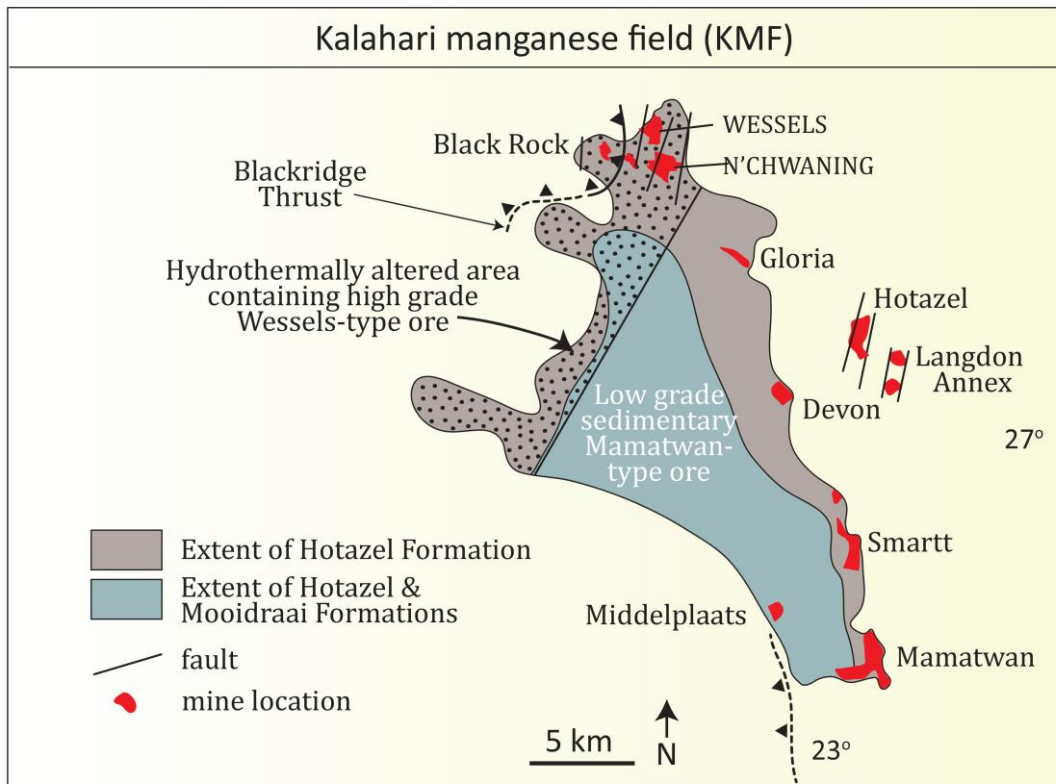 Kalahari manganese field (KMF)
WESSELS
Black Rock
N'CHWANING
Blackridge
Thrust
Gloria
Hydrothermally altered area
containing high grade
Wessels-type ore
Hotazel
Langdon
Annex
Low grade
sedimentary
Mamatwan-
type ore
Devon
27°
Extent of Hotazel Formation
Extent of Hotazel &
Mooidraai Formations
Smartt
Middelplaats
Mamatwan
fault
mine location
5 km
N
23°